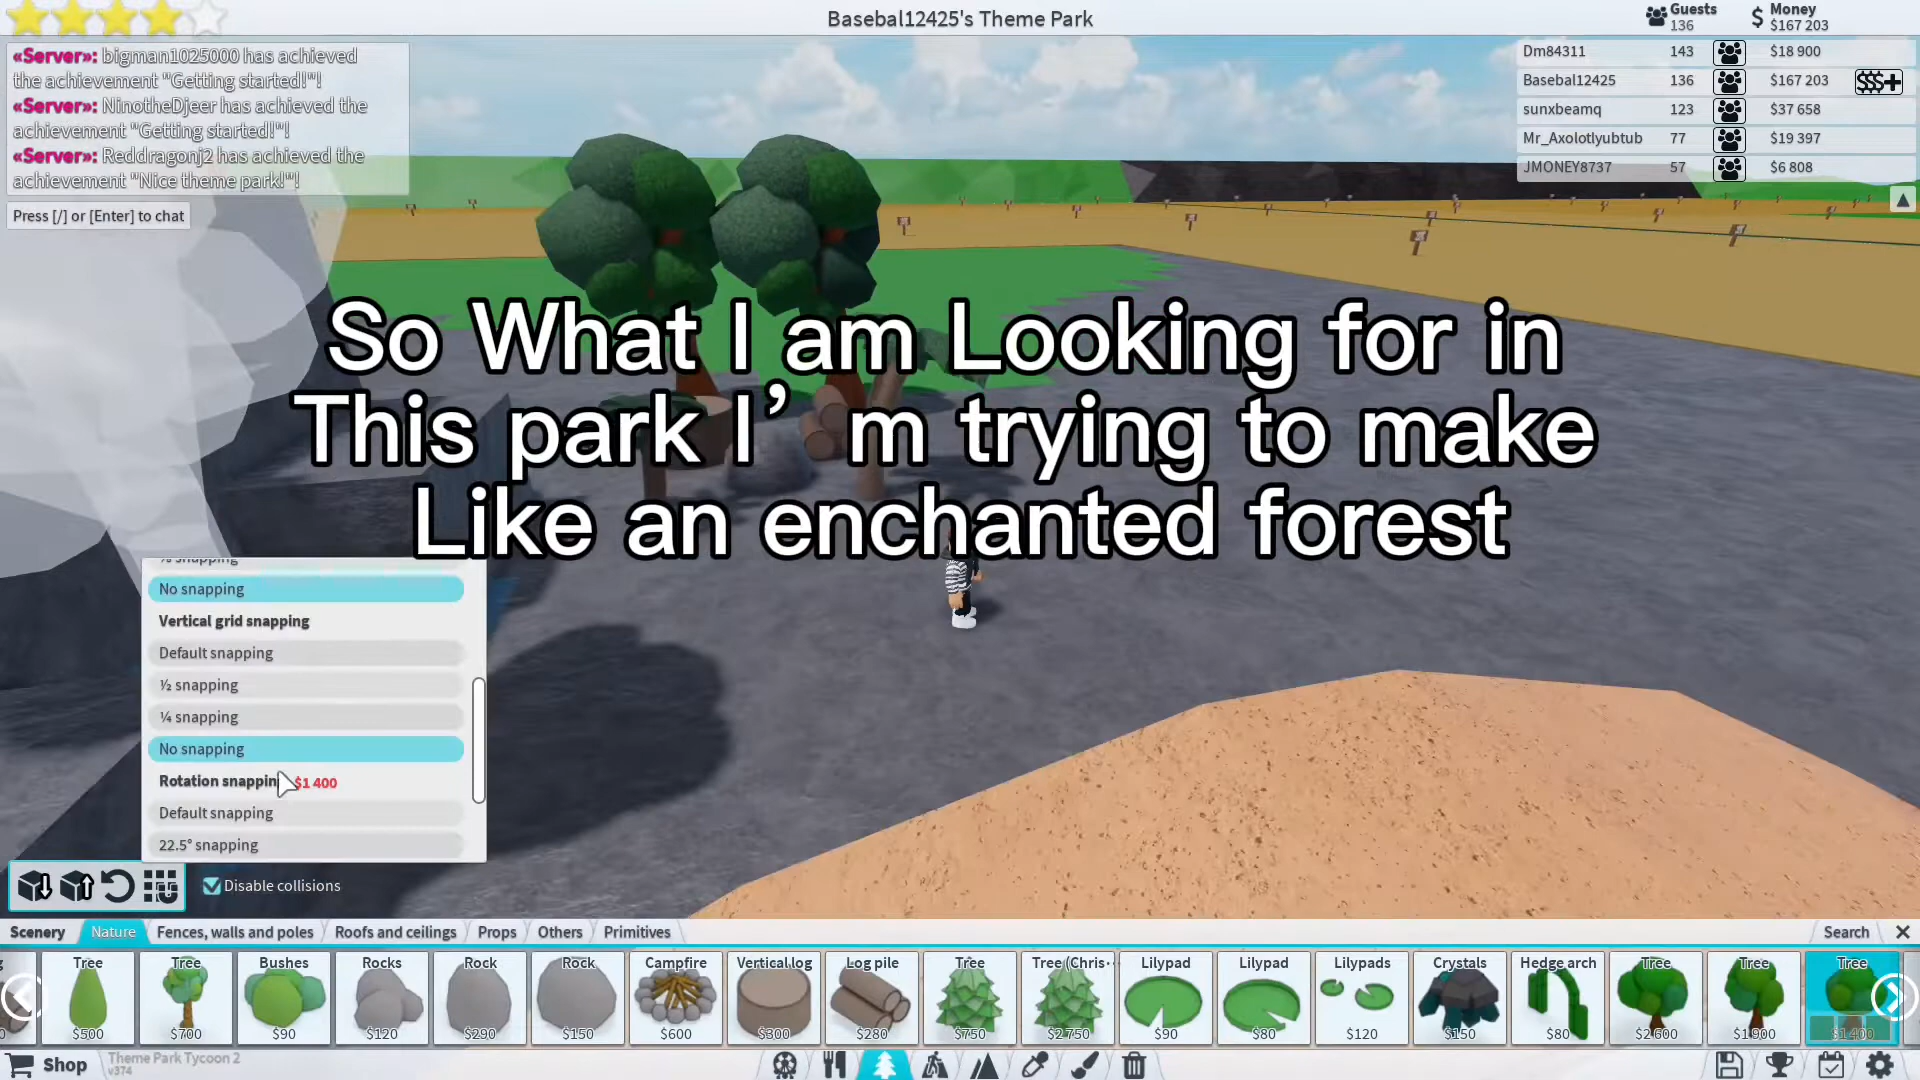 Basebal12425's Theme Park
Guests
136
Money
$167 203
«Server»: bigman1025000 has achieved
the achievement "Getting started!"!
«Server»: NinotheDjeer has achieved the
achievement "Getting started!"!
«Server»: Reddragonj2 has achieved the
achievement "Nice theme park!"!
Press [/] or [Enter] to chat
Dm84311 143 $18 900
Basebal12425 136 $167 203 $$$+
sunxbeamq 123 $37 658
Mr_Axolotlyubtub 77 $19 397
JMONEY8737 57 $6 808
So What I am Looking for in
This park I’m trying to make
Like an enchanted forest
snapping
No snapping
Vertical grid snapping
Default snapping
½ snapping
¼ snapping
No snapping
Rotation snappin
$1 400
Default snapping
22.5° snapping
Disable collisions
Scenery Nature Fences, walls and poles Roofs and ceilings Props Others Primitives Search
Tree Tree Bushes Rocks Rock Rock Campfire Vertical log Log pile Tree Tree (Chris· Lilypad Lilypad Lilypads Crystals Hedge arch Tree Tree Tree
$500 $700 $90 $120 $290 $150 $600 $300 $280 $750 $2 750 $90 $80 $120 $150 $80 $2 600 $1 900 $1 400
Shop
Theme Park Tycoon 2
v374